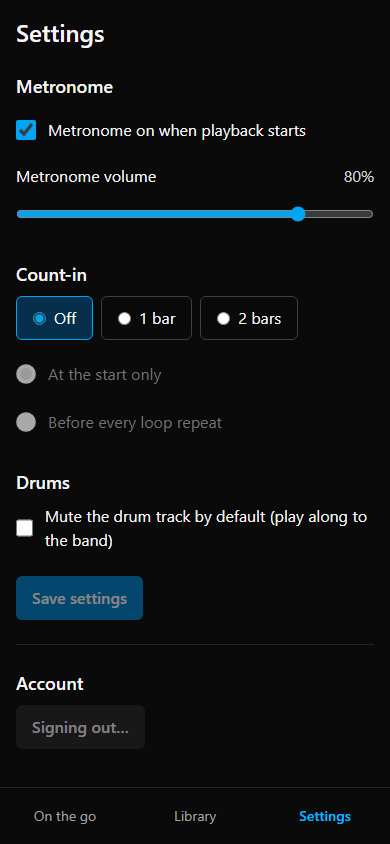 Settings
Metronome
Metronome on when playback starts
Metronome volume 80%
Count-in
Off 1 bar 2 bars
At the start only
Before every loop repeat
Drums
Mute the drum track by default (play along to
the band)
Save settings
Account
Signing out...
On the go Library Settings